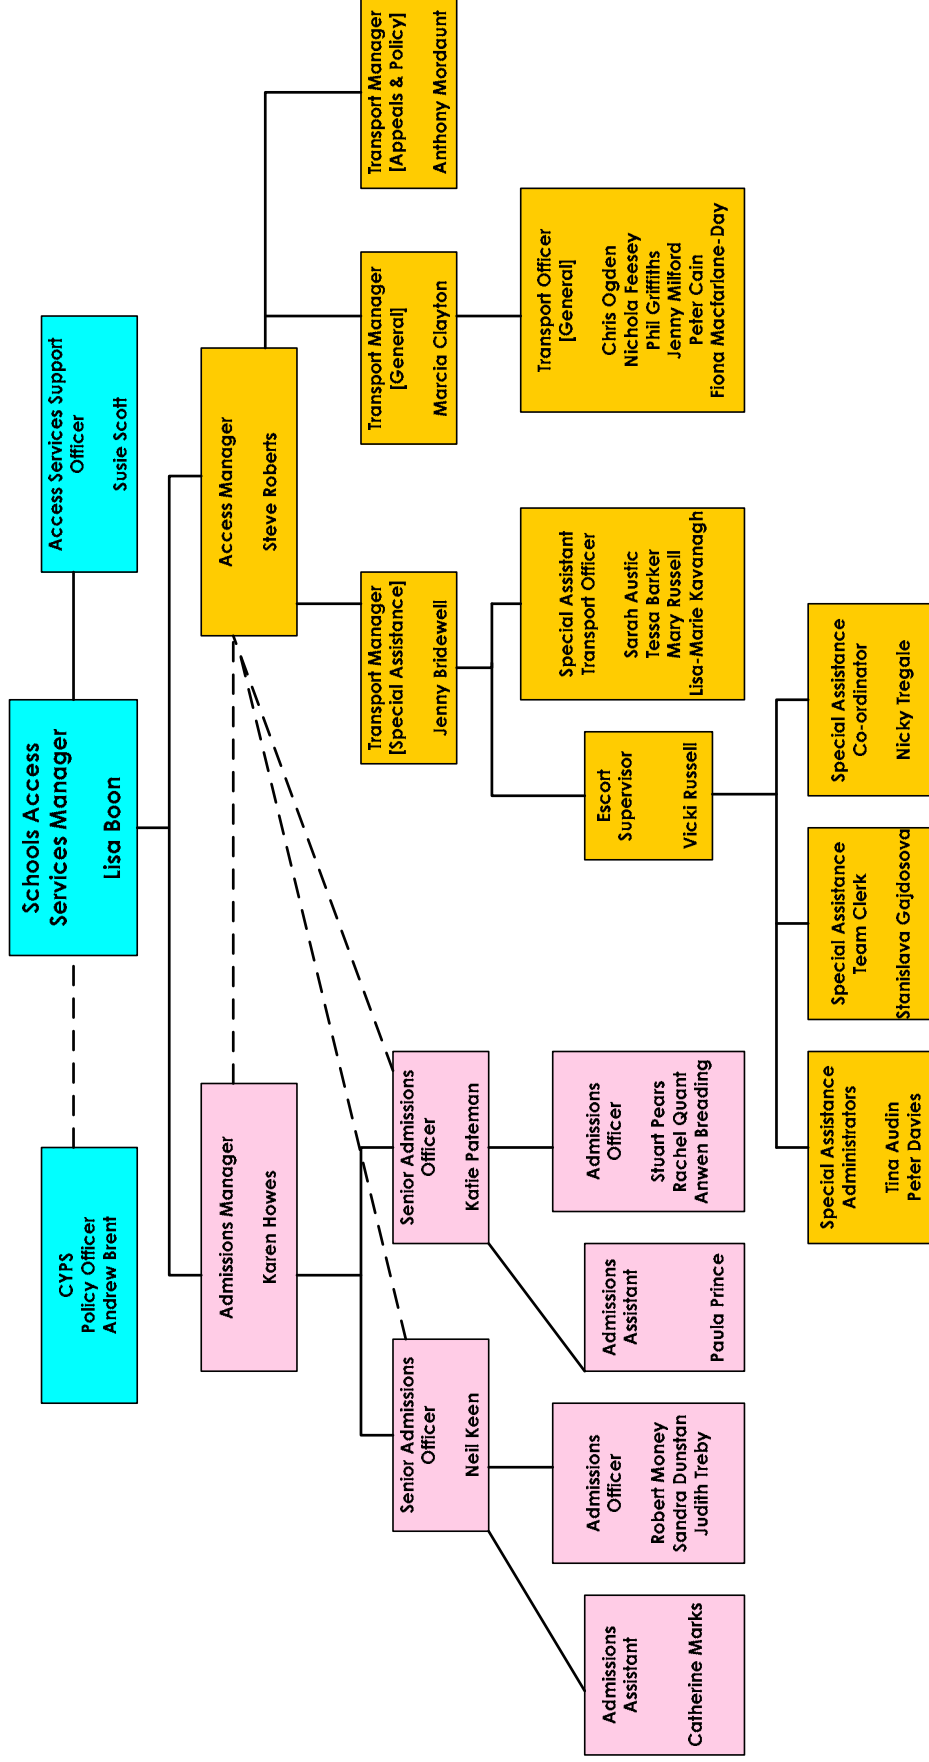 Schools Access
Services Manager
Lisa Boon
CYPS
Policy Officer
Andrew Brent
Access Services Support
Officer
Susie Scott
Admissions Manager
Karen Howes
Access Manager
Steve Roberts
Senior Admissions
Officer
Neil Keen
Senior Admissions
Officer
Katie Pateman
Transport Manager
[Special Assistance]
Jenny Bridewell
Transport Manager
[General]
Marcia Clayton
Transport Manager
[Appeals & Policy]
Anthony Mordaunt
Admissions
Assistant
Catherine Marks
Admissions
Officer
Robert Money
Sandra Dunstan
Judith Treby
Admissions
Assistant
Paula Prince
Admissions
Officer
Stuart Pears
Rachel Quant
Anwen Breading
Escort
Supervisor
Vicki Russell
Special Assistant
Transport Officer
Sarah Austic
Tessa Barker
Mary Russell
Lisa-Marie Kavanagh
Transport Officer
[General]
Chris Ogden
Nichola Feesey
Phil Griffiths
Jenny Milford
Peter Cain
Fiona Macfarlane-Day
Special Assistance
Administrators
Tina Audin
Peter Davies
Special Assistance
Team Clerk
Stanislava Gajdosova
Special Assistance
Co-ordinator
Nicky Tregale